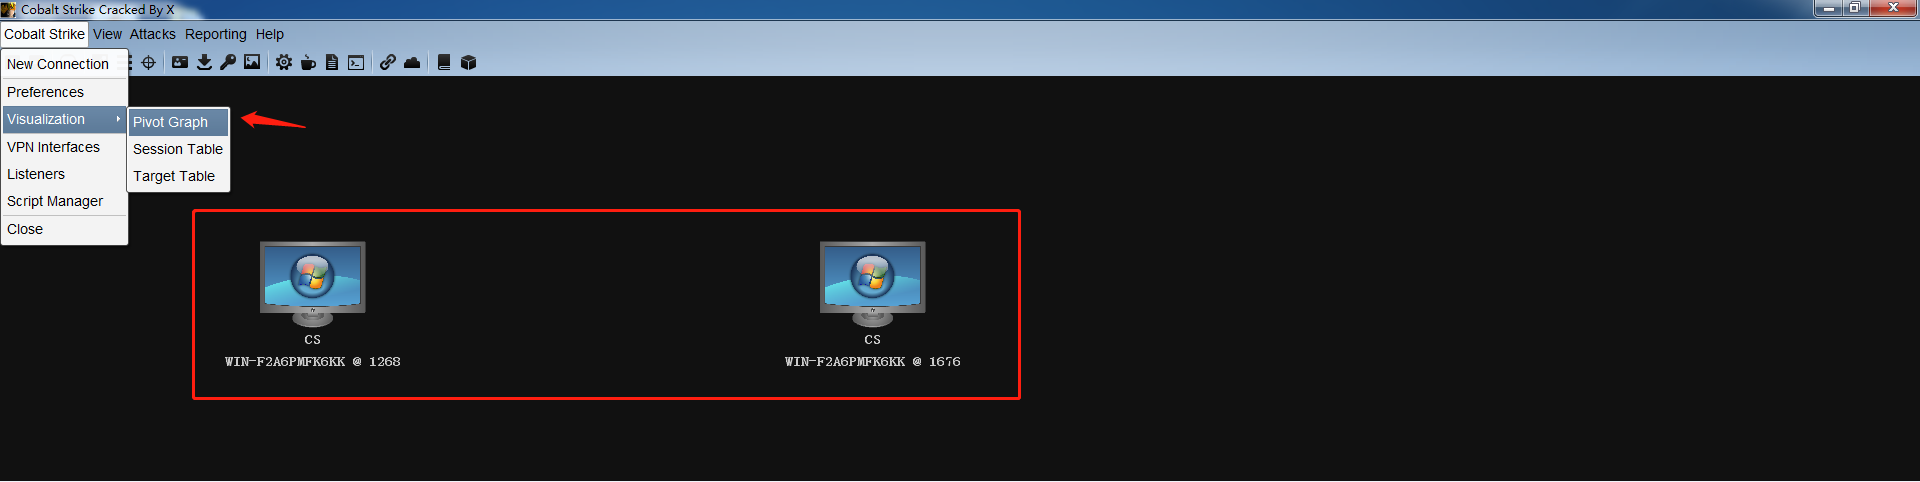 Cobalt Strike Cracked By X
Cobalt Strike View Attacks Reporting Help
New Connection
Preferences
Visualization
Pivot Graph
Session Table
Target Table
VPN Interfaces
Listeners
Script Manager
Close
CS
WIN-F2A6PMFK6KK @ 1268
CS
WIN-F2A6PMFK6KK @ 1676